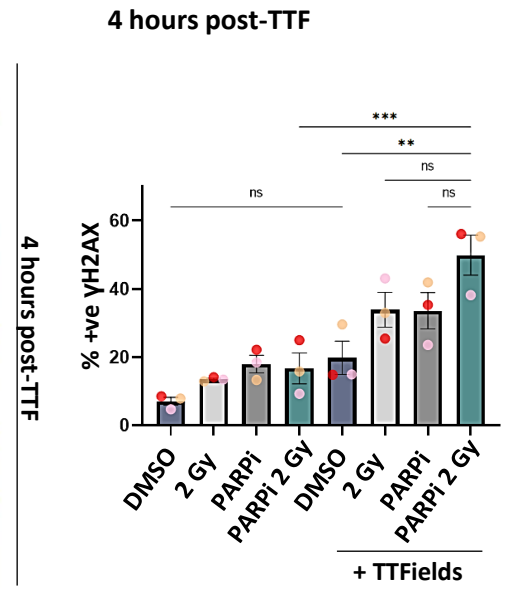 4 hours post-TTF
4 hours post-TTF
***
**
ns
ns
ns
% +ve γH2AX
60
40
20
0
DMSO
2 Gy
PARPi
PARPi 2 Gy
DMSO
2 Gy
PARPi
PARPi 2 Gy
+ TTFields